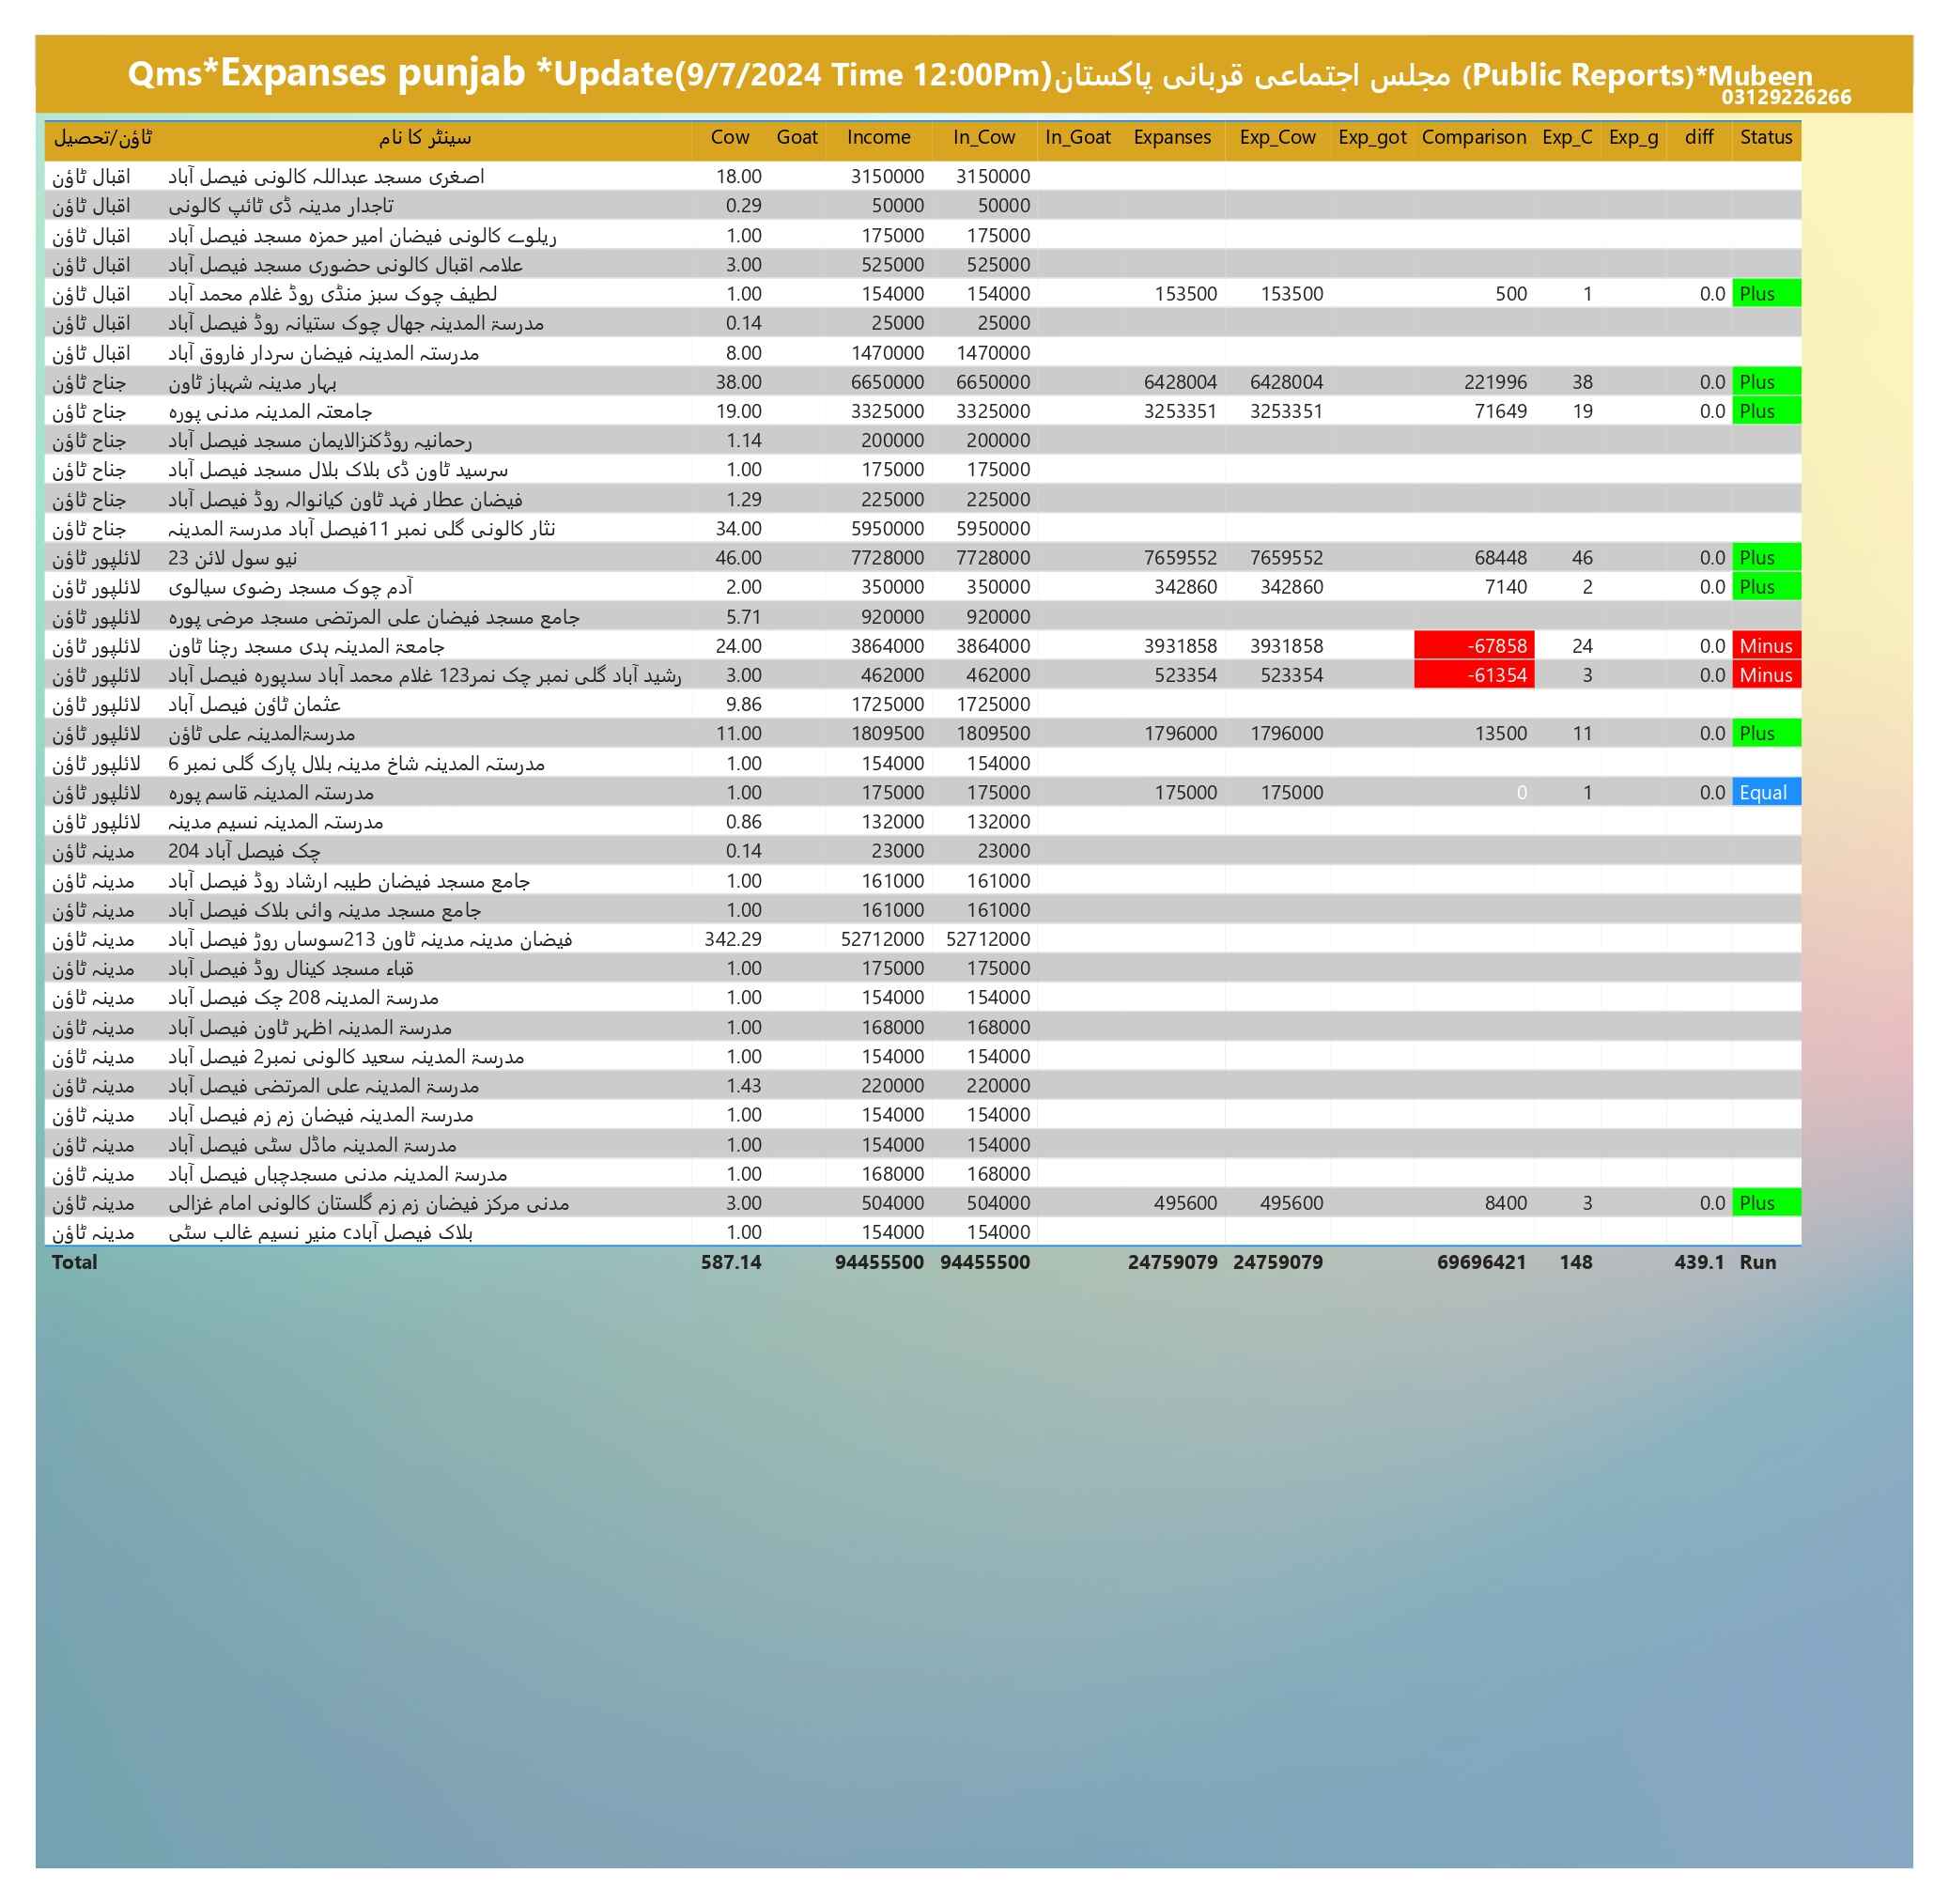 Qms*Expanses punjab *Update(9/7/2024 Time 12:00Pm)مجلس اجتماعی قربانی پاکستان (Public Reports)*Mubeen
03129226266
ٹاؤن/تحصیل سینٹر کا نام Cow Goat Income In_Cow In_Goat Expanses Exp_Cow Exp_got Comparison Exp_C Exp_g diff Status
اقبال ٹاؤن اصغری مسجد عبداللہ کالونی فیصل آباد 18.00 3150000 3150000
اقبال ٹاؤن تاجدار مدینہ ڈی ٹائپ کالونی 0.29 50000 50000
اقبال ٹاؤن ریلوے کالونی فیضان امیر حمزہ مسجد فیصل آباد 1.00 175000 175000
اقبال ٹاؤن علامہ اقبال کالونی حضوری مسجد فیصل آباد 3.00 525000 525000
اقبال ٹاؤن لطیف چوک سبز منڈی روڈ غلام محمد آباد 1.00 154000 154000 153500 153500 500 1 0.0 Plus
اقبال ٹاؤن مدرسۃ المدینہ جھال چوک ستیانہ روڈ فیصل آباد 0.14 25000 25000
اقبال ٹاؤن مدرستہ المدینہ فیضان سردار فاروق آباد 8.00 1470000 1470000
جناح ٹاؤن بہار مدینہ شہباز ٹاون 38.00 6650000 6650000 6428004 6428004 221996 38 0.0 Plus
جناح ٹاؤن جامعتہ المدینہ مدنی پورہ 19.00 3325000 3325000 3253351 3253351 71649 19 0.0 Plus
جناح ٹاؤن رحمانیہ روڈکنزالایمان مسجد فیصل آباد 1.14 200000 200000
جناح ٹاؤن سرسید ٹاون ڈی بلاک بلال مسجد فیصل آباد 1.00 175000 175000
جناح ٹاؤن فیضان عطار فہد ٹاون کیانوالہ روڈ فیصل آباد 1.29 225000 225000
جناح ٹاؤن نثار کالونی گلی نمبر 11فیصل آباد مدرسۃ المدینہ 34.00 5950000 5950000
لائلپور ٹاؤن نیو سول لائن 23 46.00 7728000 7728000 7659552 7659552 68448 46 0.0 Plus
لائلپور ٹاؤن آدم چوک مسجد رضوی سیالوی 2.00 350000 350000 342860 342860 7140 2 0.0 Plus
لائلپور ٹاؤن جامع مسجد فیضان علی المرتضی مسجد مرضی پورہ 5.71 920000 920000
لائلپور ٹاؤن جامعۃ المدینہ ہدی مسجد رچنا ٹاون 24.00 3864000 3864000 3931858 3931858 -67858 24 0.0 Minus
لائلپور ٹاؤن رشید آباد گلی نمبر چک نمر123 غلام محمد آباد سدپورہ فیصل آباد 3.00 462000 462000 523354 523354 -61354 3 0.0 Minus
لائلپور ٹاؤن عثمان ٹاؤن فیصل آباد 9.86 1725000 1725000
لائلپور ٹاؤن مدرسۃالمدینہ علی ٹاؤن 11.00 1809500 1809500 1796000 1796000 13500 11 0.0 Plus
لائلپور ٹاؤن مدرستہ المدینہ شاخ مدینہ بلال پارک گلی نمبر 6 1.00 154000 154000
لائلپور ٹاؤن مدرستہ المدینہ قاسم پورہ 1.00 175000 175000 175000 175000 0 1 0.0 Equal
لائلپور ٹاؤن مدرستہ المدینہ نسیم مدینہ 0.86 132000 132000
مدینہ ٹاؤن چک فیصل آباد 204 0.14 23000 23000
مدینہ ٹاؤن جامع مسجد فیضان طیبہ ارشاد روڈ فیصل آباد 1.00 161000 161000
مدینہ ٹاؤن جامع مسجد مدینہ وائی بلاک فیصل آباد 1.00 161000 161000
مدینہ ٹاؤن فیضان مدینہ مدینہ ٹاون 213سوساں روڑ فیصل آباد 342.29 52712000 52712000
مدینہ ٹاؤن قباء مسجد کینال روڈ فیصل آباد 1.00 175000 175000
مدینہ ٹاؤن مدرسۃ المدینہ 208 چک فیصل آباد 1.00 154000 154000
مدینہ ٹاؤن مدرسۃ المدینہ اظہر ٹاون فیصل آباد 1.00 168000 168000
مدینہ ٹاؤن مدرسۃ المدینہ سعید کالونی نمبر2 فیصل آباد 1.00 154000 154000
مدینہ ٹاؤن مدرسۃ المدینہ علی المرتضی فیصل آباد 1.43 220000 220000
مدینہ ٹاؤن مدرسۃ المدینہ فیضان زم زم فیصل آباد 1.00 154000 154000
مدینہ ٹاؤن مدرسۃ المدینہ ماڈل سٹی فیصل آباد 1.00 154000 154000
مدینہ ٹاؤن مدرسۃ المدینہ مدنی مسجدچباں فیصل آباد 1.00 168000 168000
مدینہ ٹاؤن مدنی مرکز فیضان زم زم گلستان کالونی امام غزالی 3.00 504000 504000 495600 495600 8400 3 0.0 Plus
مدینہ ٹاؤن منیر نسیم غالب سٹی c بلاک فیصل آباد 1.00 154000 154000
Total 587.14 94455500 94455500 24759079 24759079 69696421 148 439.1 Run